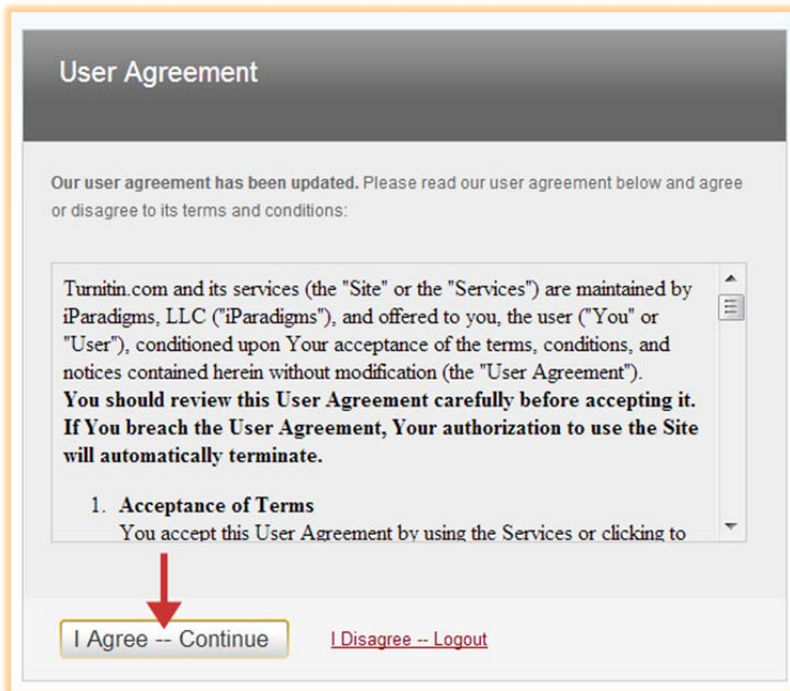 User Agreement
Our user agreement has been updated. Please read our user agreement below and agree
or disagree to its terms and conditions:
Turnitin.com and its services (the "Site" or the "Services") are maintained by
iParadigms, LLC ("iParadigms"), and offered to you, the user ("You" or
"User"), conditioned upon Your acceptance of the terms, conditions, and
notices contained herein without modification (the "User Agreement").
You should review this User Agreement carefully before accepting it.
If You breach the User Agreement, Your authorization to use the Site
will automatically terminate.
1. Acceptance of Terms
You accept this User Agreement by using the Services or clicking to
I Agree -- Continue
I Disagree -- Logout